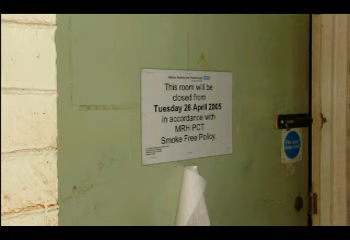 This room will be
closed from
Tuesday 26 April 2005
in accordance with
MRH PCT
Smoke Free Policy